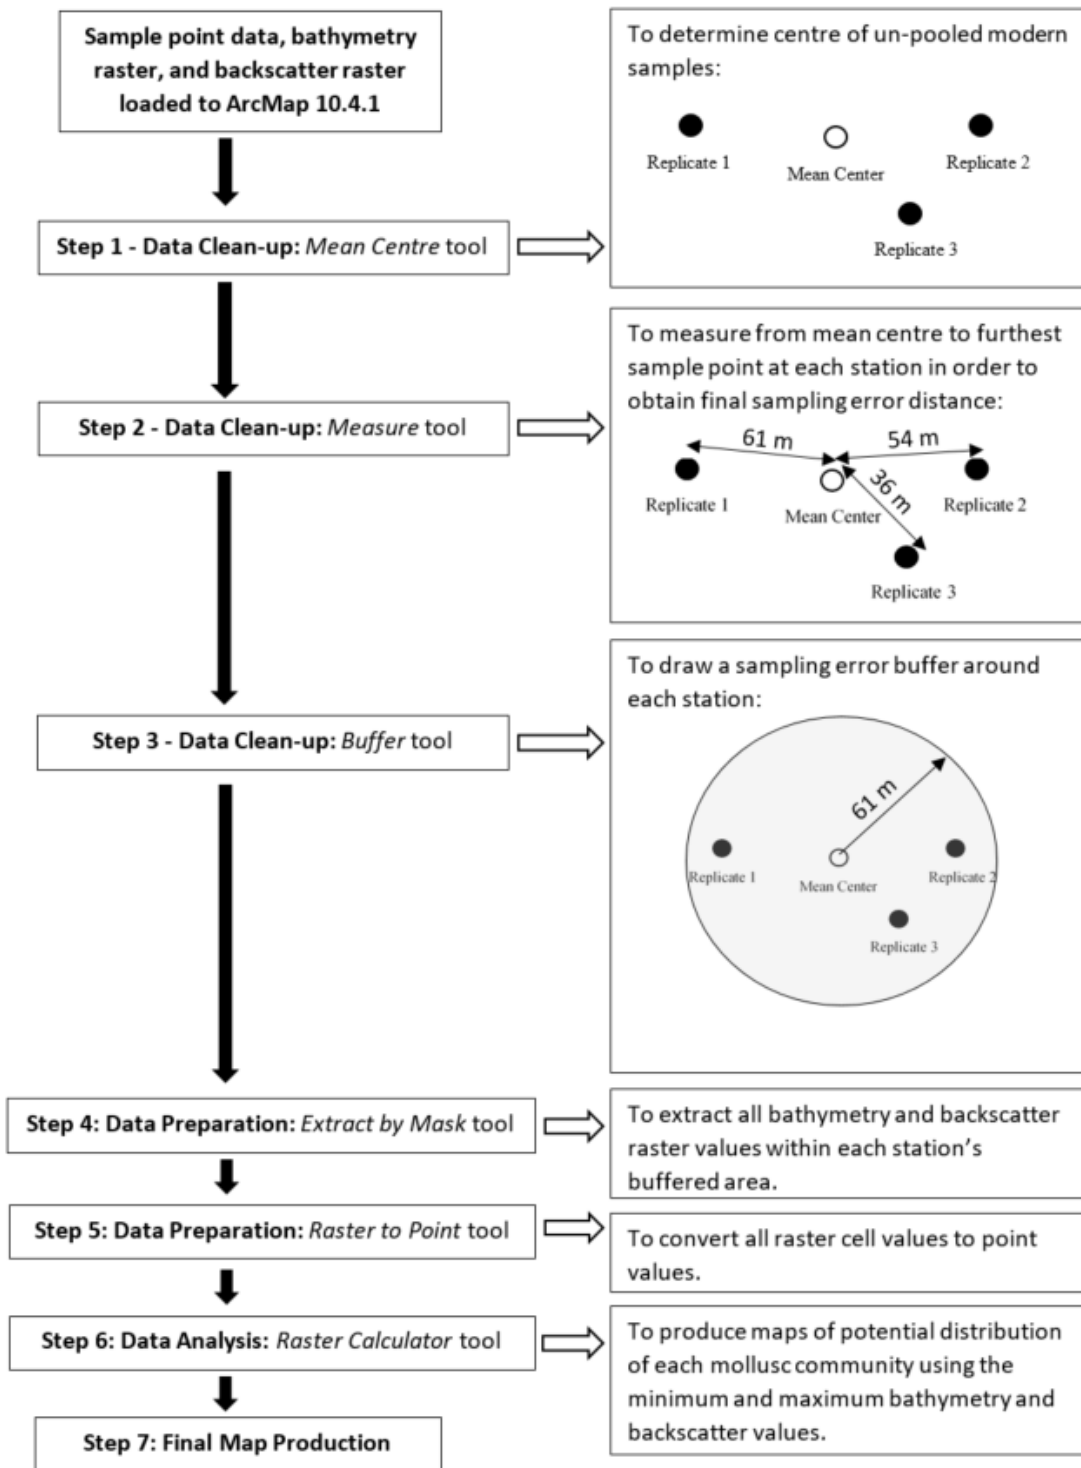 Sample point data, bathymetry
raster, and backscatter raster
loaded to ArcMap 10.4.1
To determine centre of un-pooled modern
samples:
Replicate 1
Mean Center
Replicate 2
Replicate 3
Step 1 - Data Clean-up: Mean Centre tool
To measure from mean centre to furthest
sample point at each station in order to
obtain final sampling error distance:
61 m
54 m
36 m
Replicate 1
Mean Center
Replicate 2
Replicate 3
Step 2 - Data Clean-up: Measure tool
To draw a sampling error buffer around
each station:
61 m
Replicate 1
Mean Center
Replicate 2
Replicate 3
Step 3 - Data Clean-up: Buffer tool
Step 4: Data Preparation: Extract by Mask tool
To extract all bathymetry and backscatter
raster values within each station's
buffered area.
Step 5: Data Preparation: Raster to Point tool
To convert all raster cell values to point
values.
Step 6: Data Analysis: Raster Calculator tool
To produce maps of potential distribution
of each mollusc community using the
minimum and maximum bathymetry and
backscatter values.
Step 7: Final Map Production